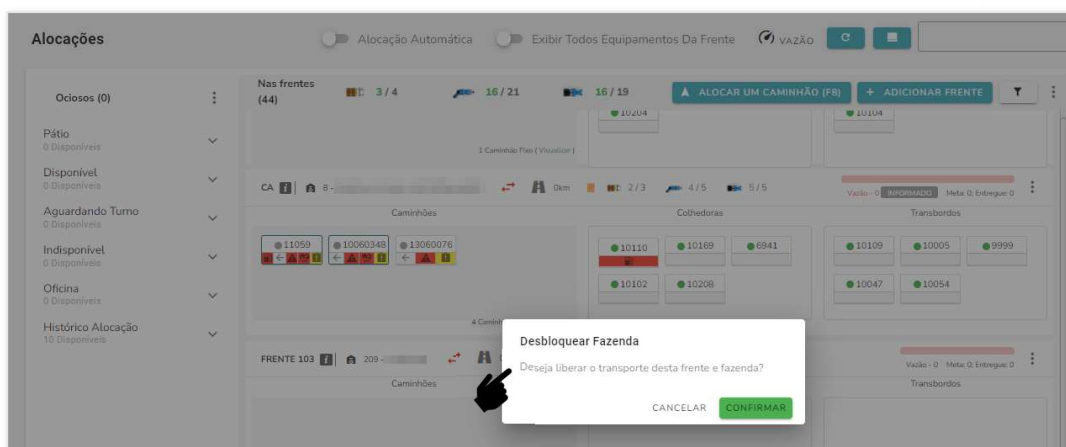 Alocações
Alocação Automática
Exibir Todos Equipamentos Da Frente
VAZÃO
Ociosos (0)
Nas frentes (44)
3 / 4
16 / 21
16 / 19
ALOCAR UM CAMINHÃO (F8)
+ ADICIONAR FRENTE
Pátio
0 Disponíveis
Disponível
0 Disponíveis
Aguardando Turno
0 Disponíveis
Indisponível
0 Disponíveis
Oficina
0 Disponíveis
Histórico Alocação
10 Disponíveis
10204
10104
1 Caminhão Fixo ( Visualizar )
CA
8 -
0km
2 / 3
4 / 5
5 / 5
Vazão - 0 INFORMADO Meta: 0; Entregue: 0
Caminhões
Colhedoras
Transbordos
11059
10060348
13060076
10110
10169
6941
10109
10005
9999
10102
10208
10047
10054
FRENTE 103
209 -
Vazão - 0 Meta: 0; Entregue: 0
Caminhões
Transbordos
Desbloquear Fazenda
Deseja liberar o transporte desta frente e fazenda?
CANCELAR
CONFIRMAR